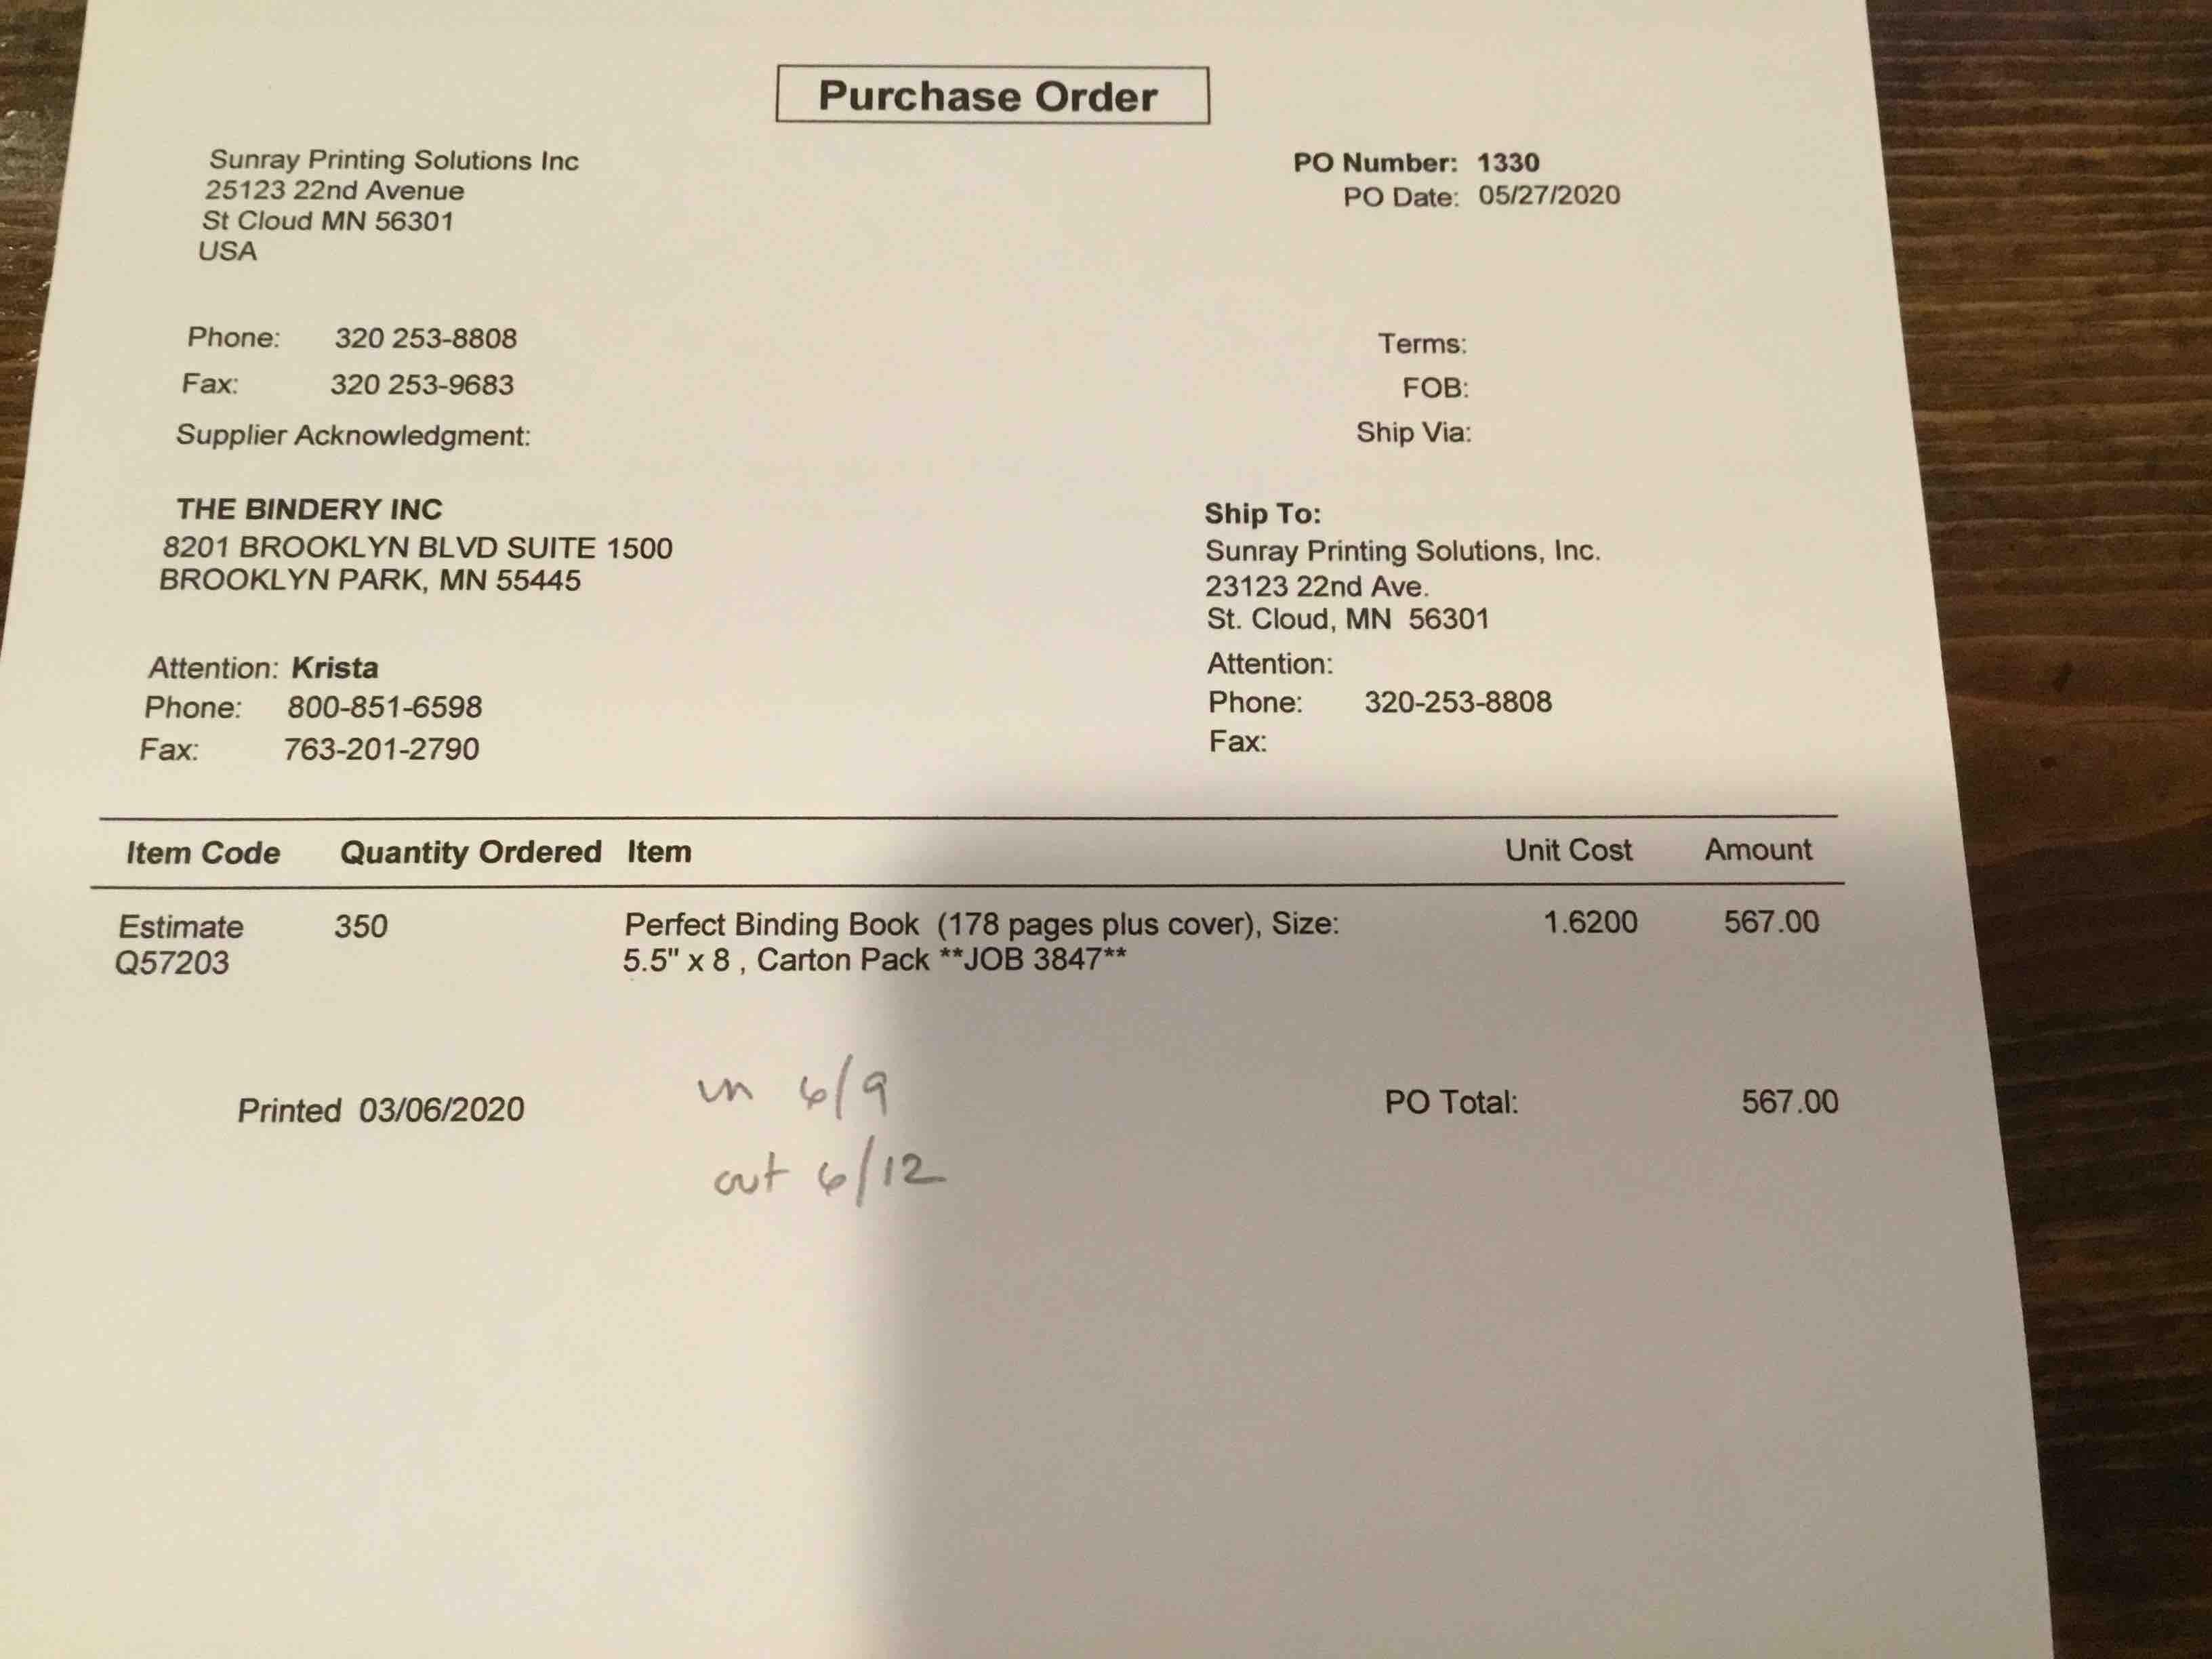 Purchase Order
Sunray Printing Solutions Inc
25123 22nd Avenue
St Cloud MN 56301
USA
PO Number: 1330
PO Date: 05/27/2020
Phone: 320 253-8808
Fax: 320 253-9683
Supplier Acknowledgment:
Terms:
FOB:
Ship Via:
THE BINDERY INC
8201 BROOKLYN BLVD SUITE 1500
BROOKLYN PARK, MN 55445
Attention: Krista
Phone: 800-851-6598
Fax: 763-201-2790
Ship To:
Sunray Printing Solutions, Inc.
23123 22nd Ave.
St. Cloud, MN 56301
Attention:
Phone: 320-253-8808
Fax:
Item Code Quantity Ordered Item Unit Cost Amount
Estimate 350 Perfect Binding Book (178 pages plus cover), Size: 1.6200 567.00
Q57203 5.5" x 8 , Carton Pack **JOB 3847**
in 6/9
Printed 03/06/2020 PO Total: 567.00
out 6/12